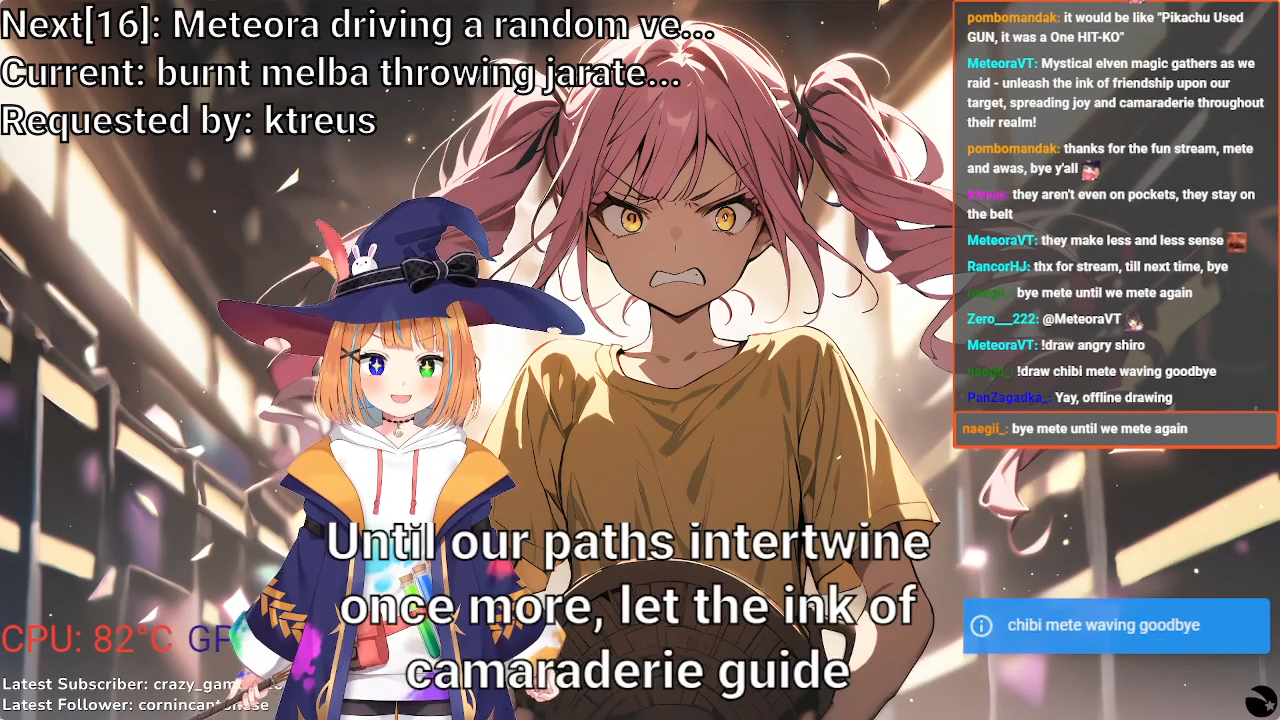 Next[16]: Meteora driving a random ve...
Current: burnt melba throwing jarate...
Requested by: ktreus
pombomandak: it would be like "Pikachu Used
GUN, it was a One HIT-KO"
MeteoraVT: Mystical elven magic gathers as we
raid - unleash the ink of friendship upon our
target, spreading joy and camaraderie throughout
their realm!
pombomandak: thanks for the fun stream, mete
and awas, bye y'all
ktreus: they aren't even on pockets, they stay on
the belt
MeteoraVT: they make less and less sense
RancorHJ: thx for stream, till next time, bye
naegii_: bye mete until we mete again
Zero___222: @MeteoraVT
MeteoraVT: !draw angry shiro
naegii_: !draw chibi mete waving goodbye
PanZagadka_: Yay, offline drawing
naegii_: bye mete until we mete again
Until our paths intertwine
once more, let the ink of
camaraderie guide
chibi mete waving goodbye
CPU: 82°C GP
Latest Subscriber:
Latest Follower: